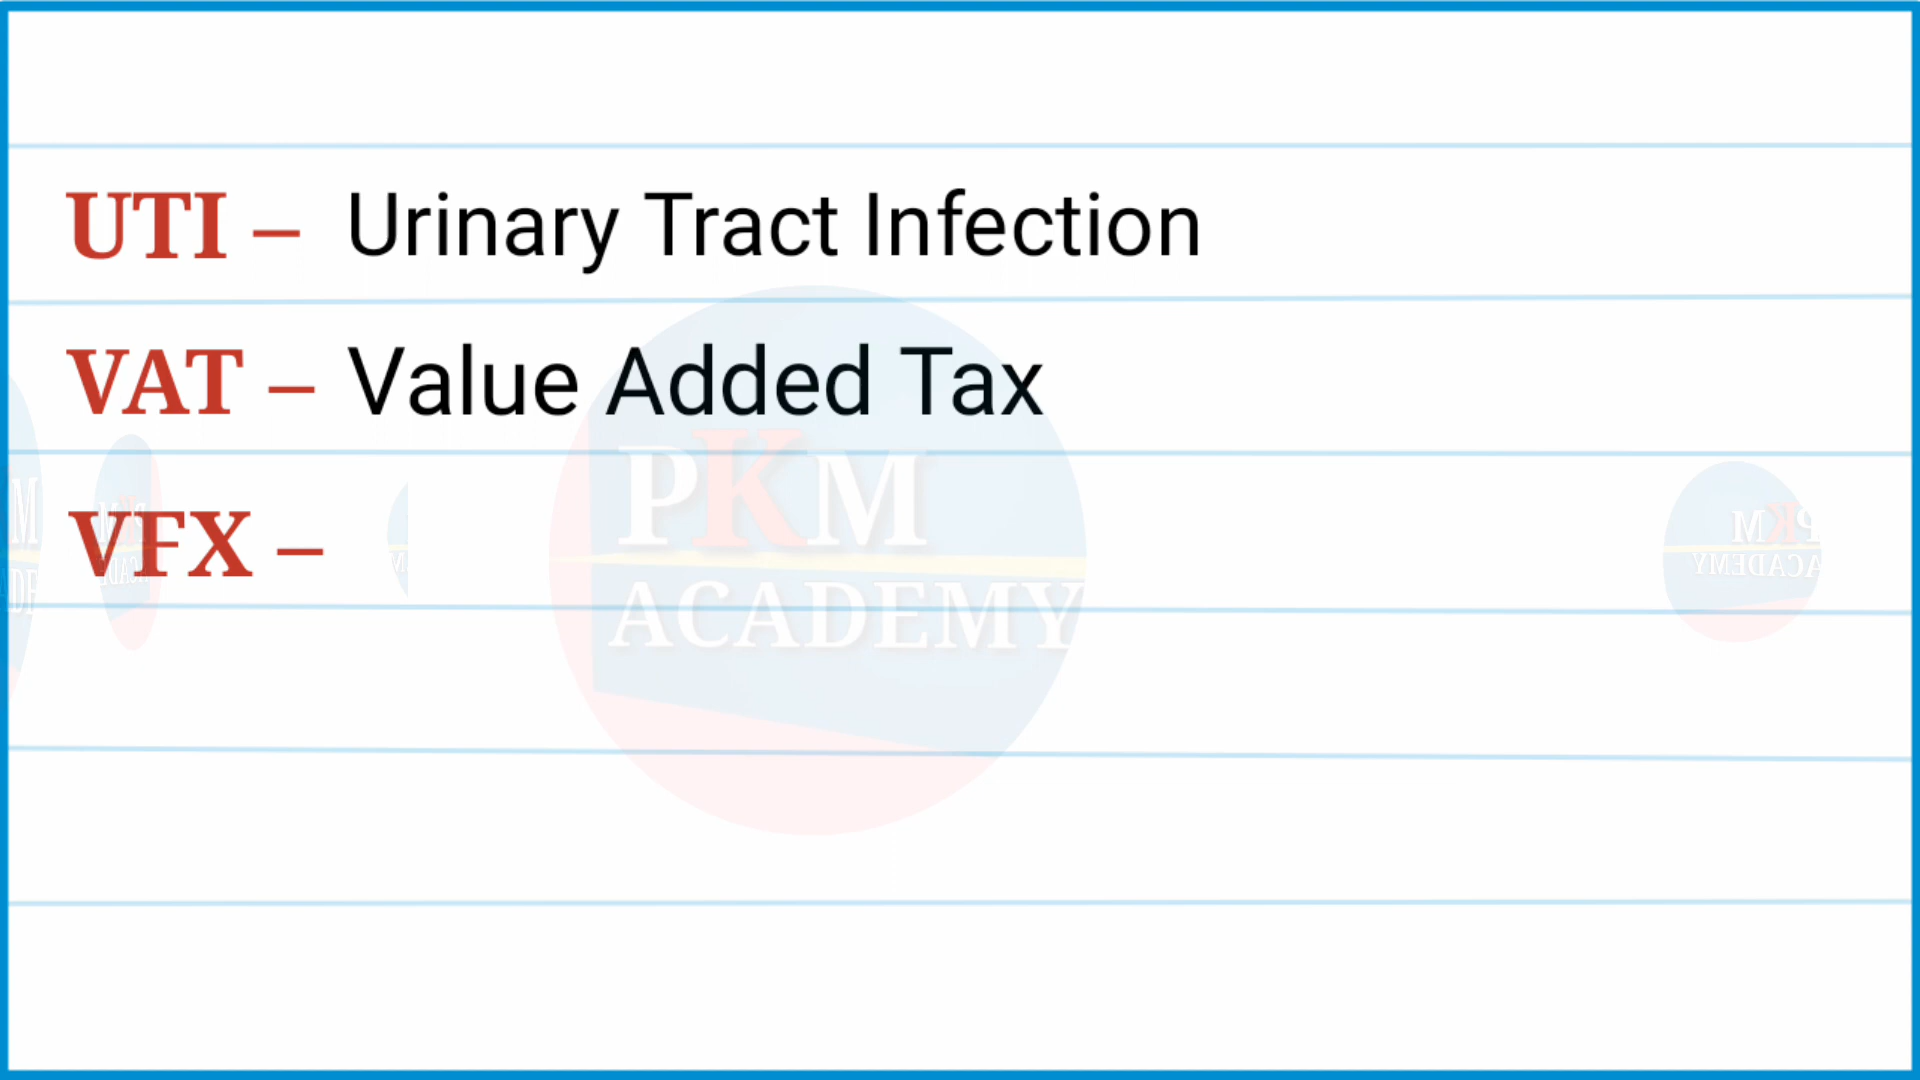 UTI – Urinary Tract Infection
VAT – Value Added Tax
VFX –
PKM
ACADEMY